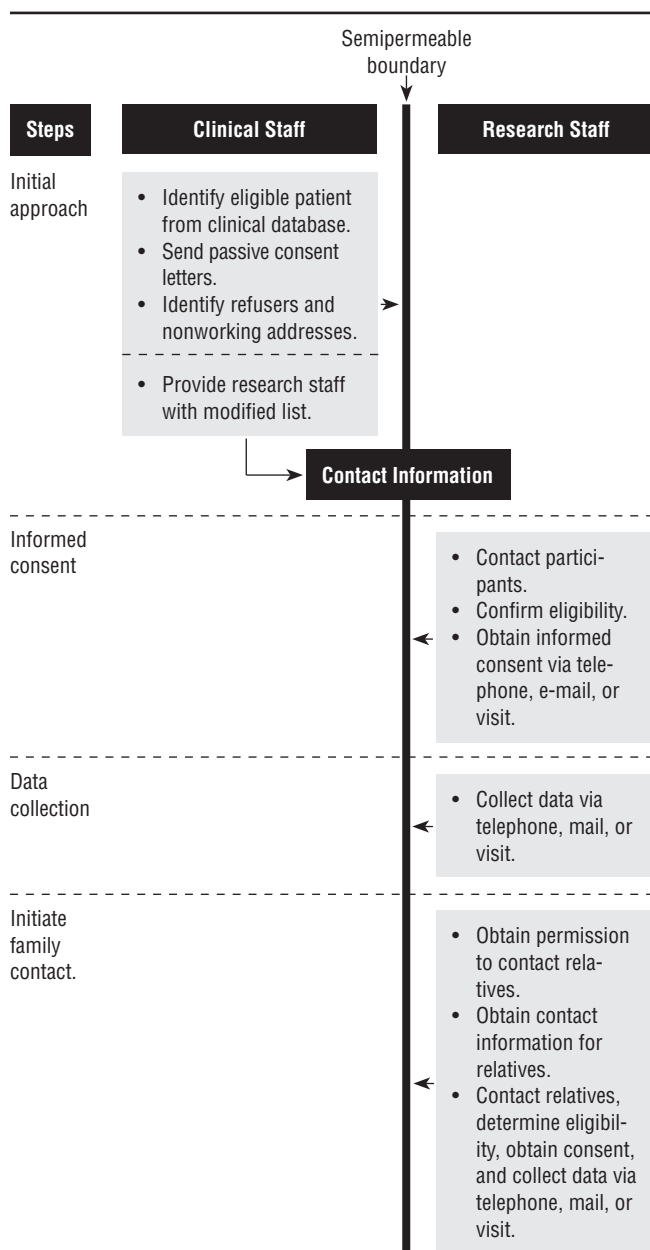 Semipermeable
boundary
Steps
Clinical Staff
Research Staff
Initial
approach
• Identify eligible patient
from clinical database.
• Send passive consent
letters.
• Identify refusers and
nonworking addresses.
• Provide research staff
with modified list.
Contact Information
Informed
consent
• Contact partici-
pants.
• Confirm eligibility.
• Obtain informed
consent via tele-
phone, e-mail, or
visit.
Data
collection
• Collect data via
telephone, mail, or
visit.
Initiate
family
contact.
• Obtain permission
to contact rela-
tives.
• Obtain contact
information for
relatives.
• Contact relatives,
determine eligibil-
ity, obtain consent,
and collect data via
telephone, mail, or
visit.